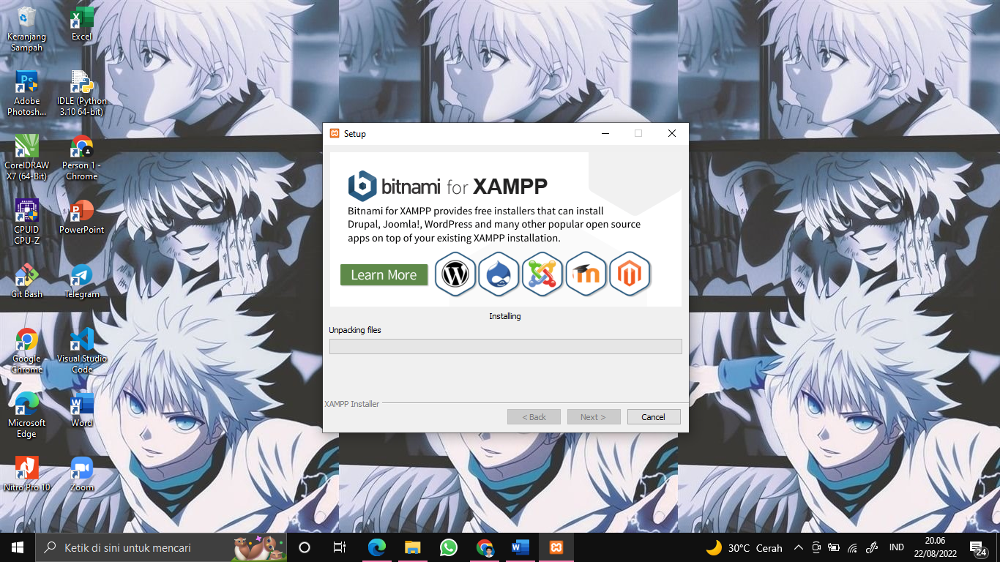 Keranjang
Sampah
Excel
Adobe
Photosh...
IDLE (Python
3.10 64-bit)
CorelDRAW
X7 (64-Bit)
Person 1 -
Chrome
CPUID
CPU-Z
PowerPoint
Git Bash
Telegram
Google
Chrome
Visual Studio
Code
Microsoft
Edge
Word
Nitro Pro 10
Zoom
Setup
bitnami for XAMPP
Bitnami for XAMPP provides free installers that can install
Drupal, Joomla!, WordPress and many other popular open source
apps on top of your existing XAMPP installation.
Learn More
Installing
Unpacking files
XAMPP Installer
< Back
Next >
Cancel
Ketik di sini untuk mencari
30°C Cerah
IND
20.06
22/08/2022
24